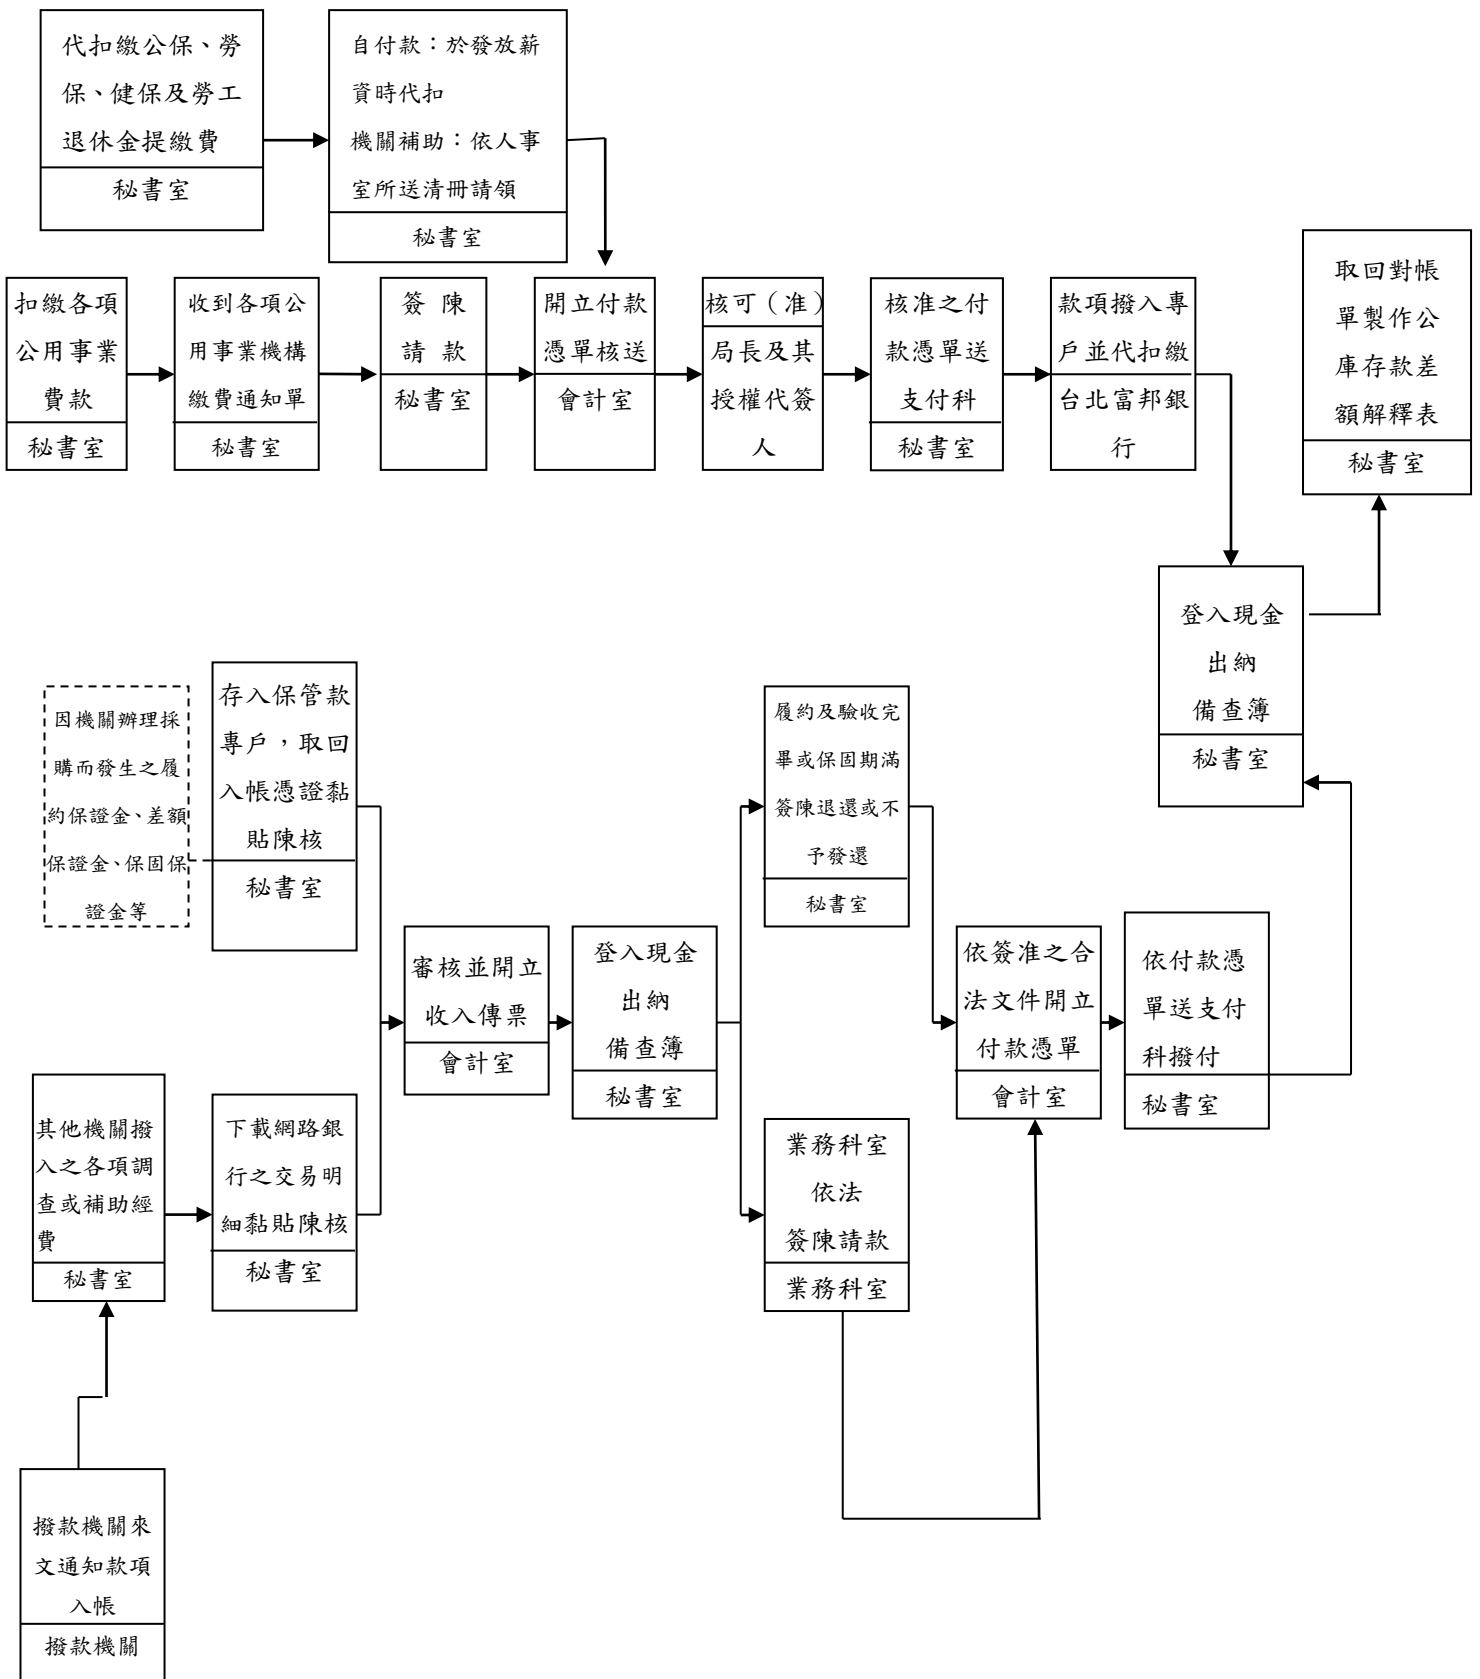 代扣繳公保、勞
保、健保及勞工
退休金提繳費
秘書室
自付款：於發放薪
資時代扣
機關補助：依人事
室所送清冊請領
秘書室
扣繳各項
公用事業
費款
秘書室
收到各項公
用事業機構
繳費通知單
秘書室
簽陳
請款
秘書室
開立付款
憑單核送
會計室
核可（准）
局長及其
授權代簽
人
核准之付
款憑單送
支付科
秘書室
款項撥入專
戶並代扣繳
台北富邦銀
行
取回對帳
單製作公
庫存款差
額解釋表
秘書室
登入現金
出納
備查簿
秘書室
因機關辦理採
購而發生之履
約保證金、差額
保證金、保固保
證金等
存入保管款
專戶，取回
入帳憑證黏
貼陳核
秘書室
履約及驗收完
畢或保固期滿
簽陳退還或不
予發還
秘書室
審核並開立
收入傳票
會計室
登入現金
出納
備查簿
秘書室
依簽准之合
法文件開立
付款憑單
會計室
依付款憑
單送支付
科撥付
秘書室
其他機關撥
入之各項調
查或補助經
費
秘書室
下載網路銀
行之交易明
細黏貼陳核
秘書室
業務科室
依法
簽陳請款
業務科室
撥款機關來
文通知款項
入帳
撥款機關